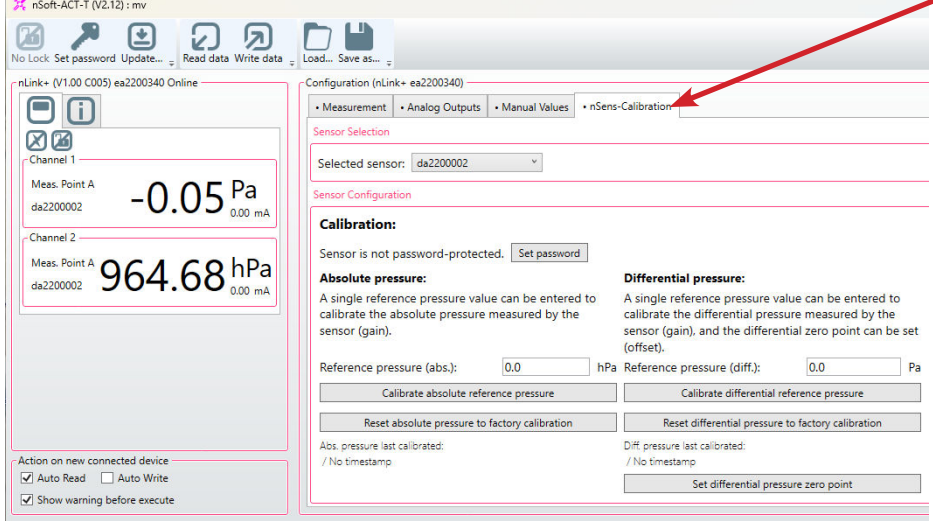 nSoft-ACT-T (V2.12) : mv
No Lock Set password Update... Read data Write data Load... Save as...
nLink+ (V1.00 C005) ea2200340 Online
Channel 1
Meas. Point A
da2200002
-0.05 Pa
0.00 mA
Channel 2
Meas. Point A
da2200002
964.68 hPa
0.00 mA
Action on new connected device
Auto Read Auto Write
Show warning before execute
Configuration (nLink+ ea2200340)
• Measurement • Analog Outputs • Manual Values • nSens-Calibration
Sensor Selection
Selected sensor: da2200002
Sensor Configuration
Calibration:
Sensor is not password-protected. Set password
Absolute pressure:
A single reference pressure value can be entered to
calibrate the absolute pressure measured by the
sensor (gain).
Reference pressure (abs.): 0.0 hPa
Calibrate absolute reference pressure
Reset absolute pressure to factory calibration
Abs. pressure last calibrated:
/ No timestamp
Differential pressure:
A single reference pressure value can be entered to
calibrate the differential pressure measured by the
sensor (gain), and the differential zero point can be set
(offset).
Reference pressure (diff.): 0.0 Pa
Calibrate differential reference pressure
Reset differential pressure to factory calibration
Diff. pressure last calibrated:
/ No timestamp
Set differential pressure zero point